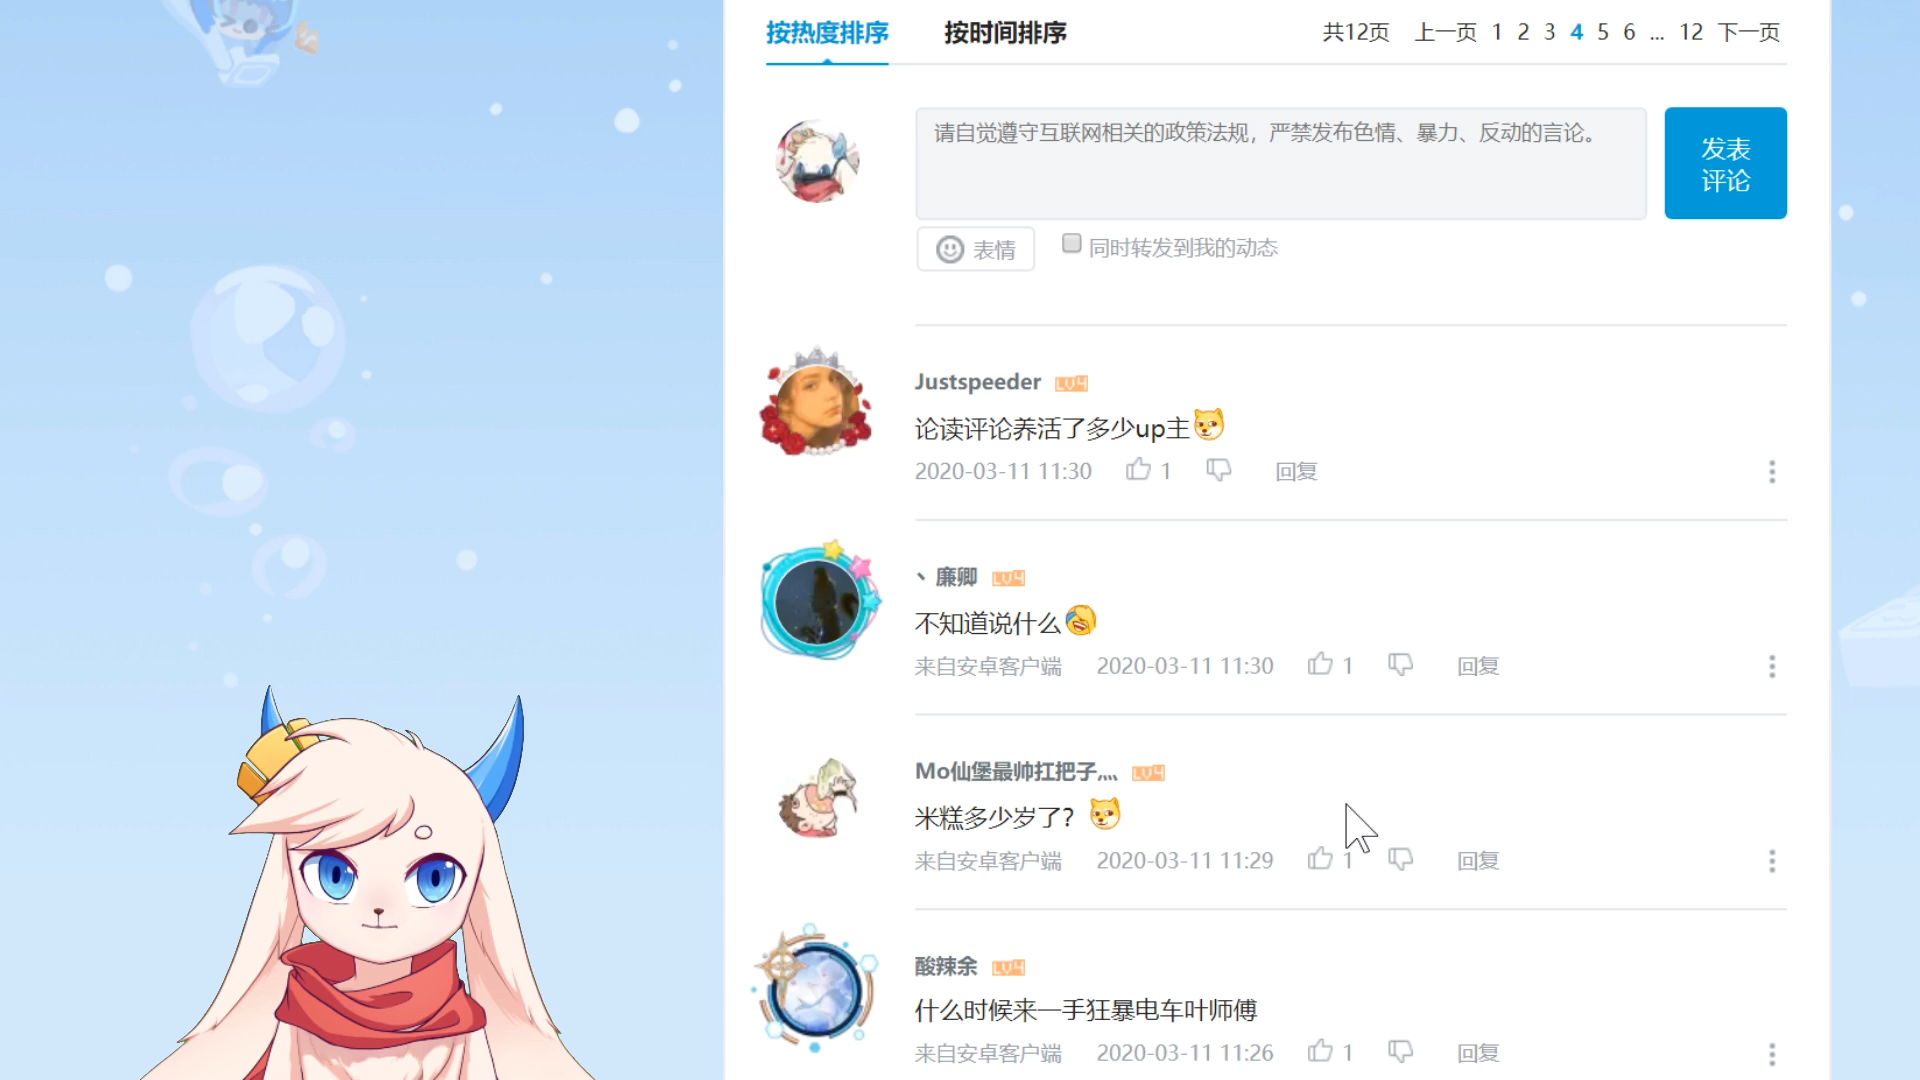 按热度排序 按时间排序 共12页 上一页 1 2 3 4 5 6 ... 12 下一页
请自觉遵守互联网相关的政策法规，严禁发布色情、暴力、反动的言论。
发表
评论
表情 同时转发到我的动态
Justspeeder LV4
论读评论养活了多少up主
2020-03-11 11:30 1 回复
丶廉卿 LV4
不知道说什么
来自安卓客户端 2020-03-11 11:30 1 回复
Mo仙堡最帅扛把子灬 LV4
米糕多少岁了？
来自安卓客户端 2020-03-11 11:29 1 回复
酸辣余 LV4
什么时候来一手狂暴电车叶师傅
来自安卓客户端 2020-03-11 11:26 1 回复